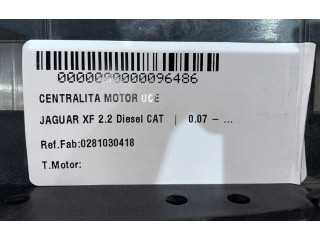 0000000000096486
CENTRALITA MOTOR UCE
JAGUAR XF 2.2 Diesel CAT | 0.07 – ...
Ref.Fab:0281030418
T.Motor: